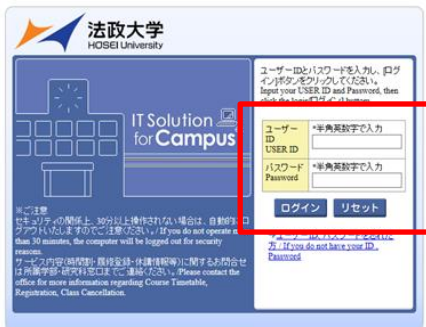 法政大学
HOSEI University
IT Solution
for Campus
※ご注意
セキュリティの関係上、30分以上操作されない場合は、自動的にロ
グアウトいたしますのでご注意ください。/ If you do not operate m
than 30 minutes, the computer will be logged out for security
reasons.
サービス内容(時間割・履修登録・休講情報等)に関するお問合せ
は所属学部・研究科窓口までご連絡ください。/Please contact the
office for more information regarding Course Timetable,
Registration, Class Cancellation.
ユーザーIDとパスワードを入力し、[ログ
イン]ボタンをクリックしてください。
Input your USER ID and Password, then
click the login[ログイン] button.
ユーザー
ID
USER ID
*半角英数字で入力
パスワード
Password
*半角英数字で入力
ログイン リセット
方 / If you do not have your ID ,
Password